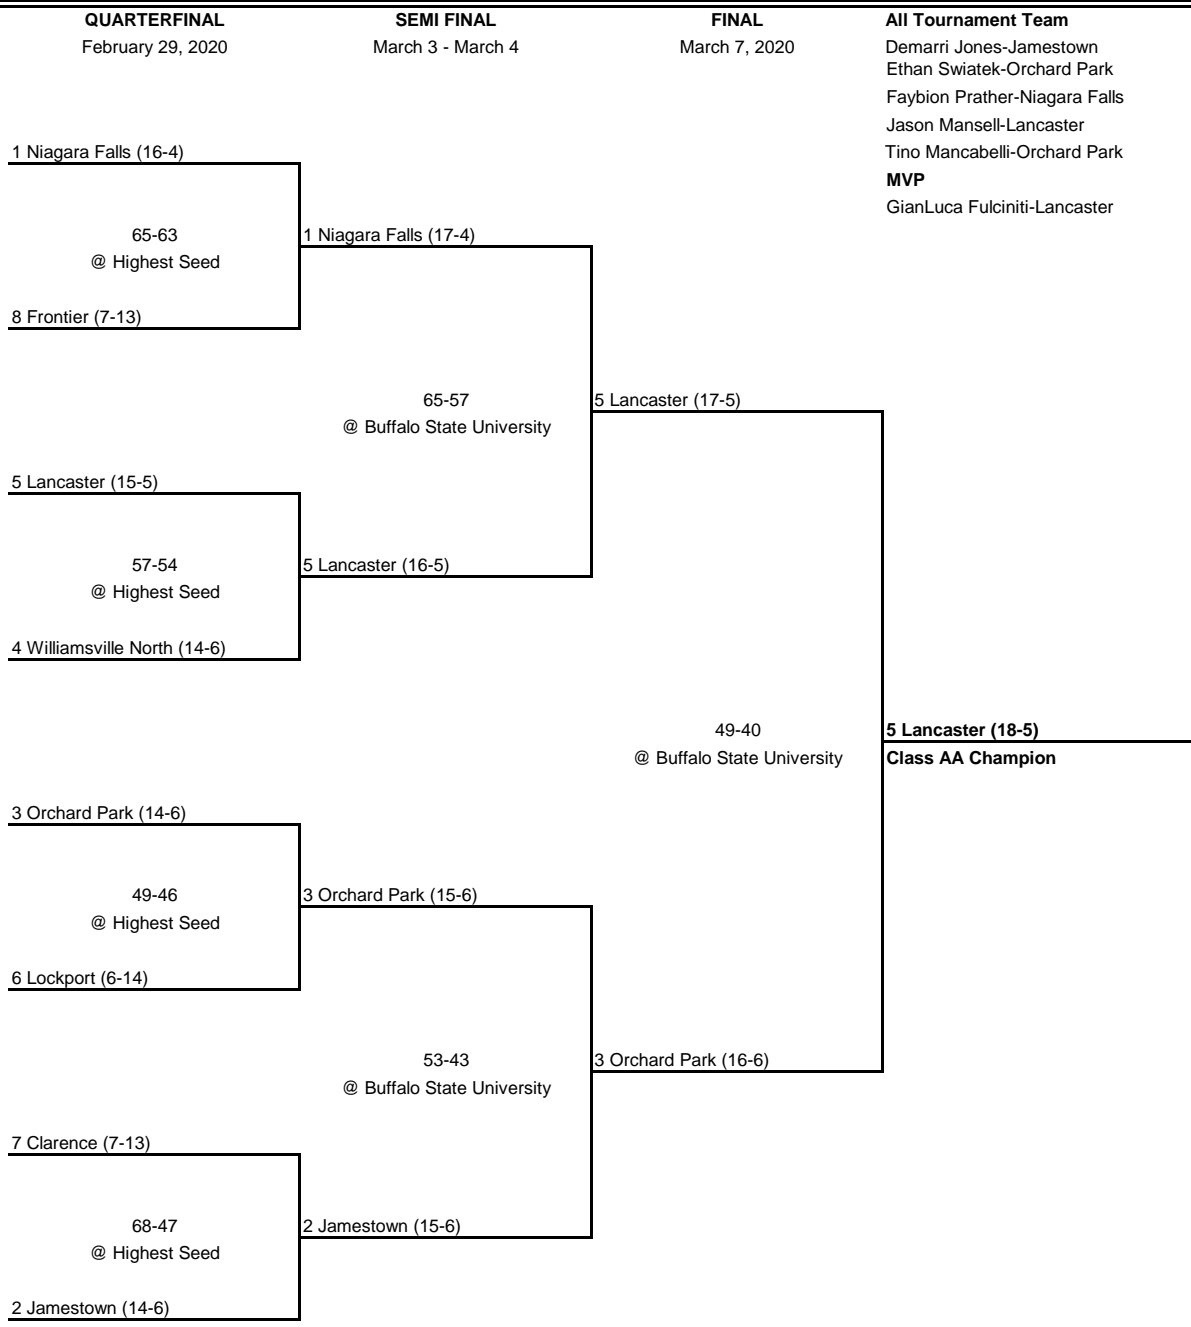 QUARTERFINAL
February 29, 2020
SEMI FINAL
March 3 - March 4
FINAL
March 7, 2020
All Tournament Team
Demarri Jones-Jamestown
Ethan Swiatek-Orchard Park
Faybion Prather-Niagara Falls
Jason Mansell-Lancaster
Tino Mancabelli-Orchard Park
MVP
GianLuca Fulciniti-Lancaster
1 Niagara Falls (16-4)
65-63
@ Highest Seed
8 Frontier (7-13)
1 Niagara Falls (17-4)
65-57
@ Buffalo State University
5 Lancaster (17-5)
5 Lancaster (15-5)
57-54
@ Highest Seed
4 Williamsville North (14-6)
5 Lancaster (16-5)
49-40
@ Buffalo State University
5 Lancaster (18-5)
Class AA Champion
3 Orchard Park (14-6)
49-46
@ Highest Seed
6 Lockport (6-14)
3 Orchard Park (15-6)
53-43
@ Buffalo State University
3 Orchard Park (16-6)
7 Clarence (7-13)
68-47
@ Highest Seed
2 Jamestown (14-6)
2 Jamestown (15-6)